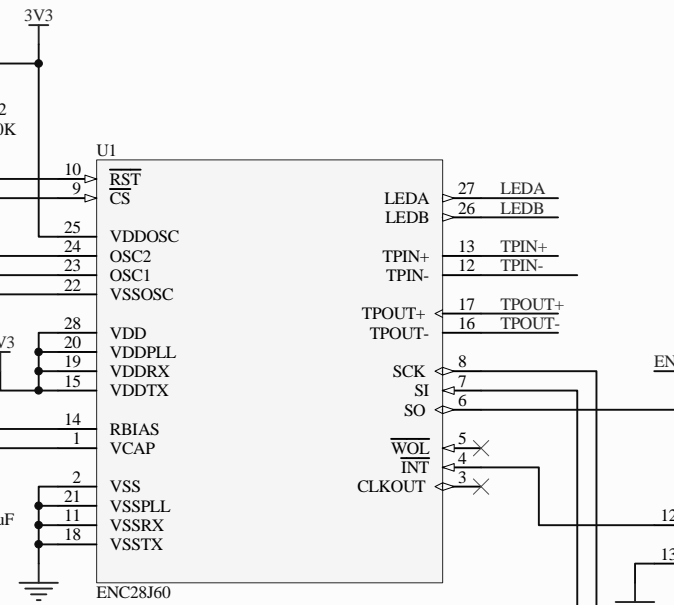 3V3
2
0K
U1
10 RST
9 CS
25 VDDOSC
24 OSC2
23 OSC1
22 VSSOSC
28 VDD
20 VDDPLL
19 VDDRX
15 VDDTX
14 RBIAS
1 VCAP
2 VSS
21 VSSPLL
11 VSSRX
18 VSSTX
LEDA 27 LEDA
LEDB 26 LEDB
TPIN+ 13 TPIN+
TPIN- 12 TPIN-
TPOUT+ 17 TPOUT+
TPOUT- 16 TPOUT-
SCK 8
SI 7
SO 6
WOL 5
INT 4
CLKOUT 3
V3
uF
EN
12
13
ENC28J60